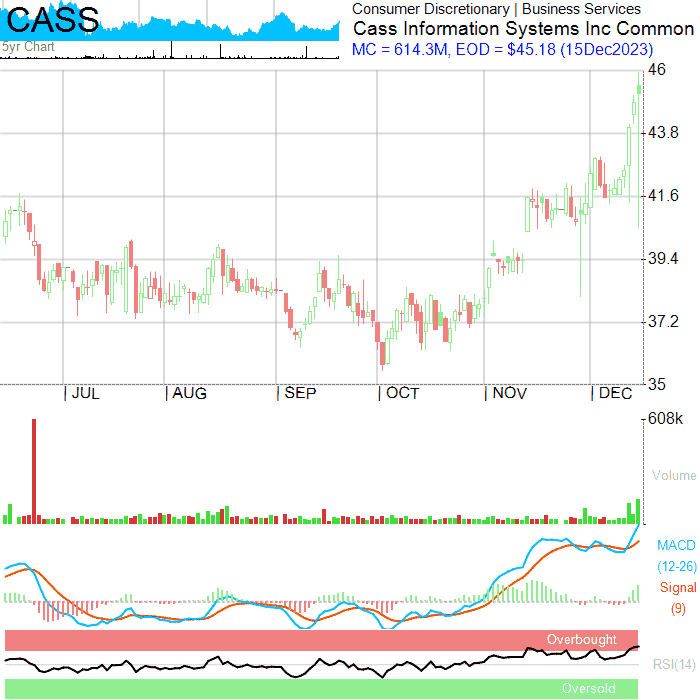 CASS
5yr Chart
Consumer Discretionary | Business Services
Cass Information Systems Inc Common
MC = 614.3M, EOD = $45.18 (15Dec2023)
46
43.8
41.6
39.4
37.2
35
| JUL | AUG | SEP | OCT | NOV | DEC
608k
Volume
MACD
(12-26)
Signal
(9)
Overbought
RSI(14)
Oversold